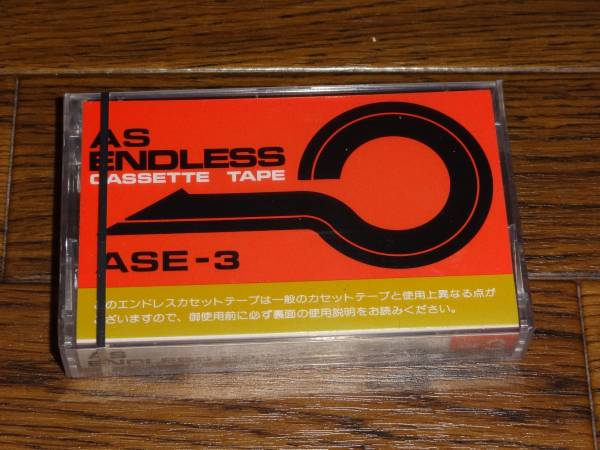 AS
ENDLESS
CASSETTE TAPE
ASE-3
このエンドレスカセットテープは一般のカセットテープと使用上異なる点が
ございますので、御使用前に必ず裏面の使用説明をお読みください。